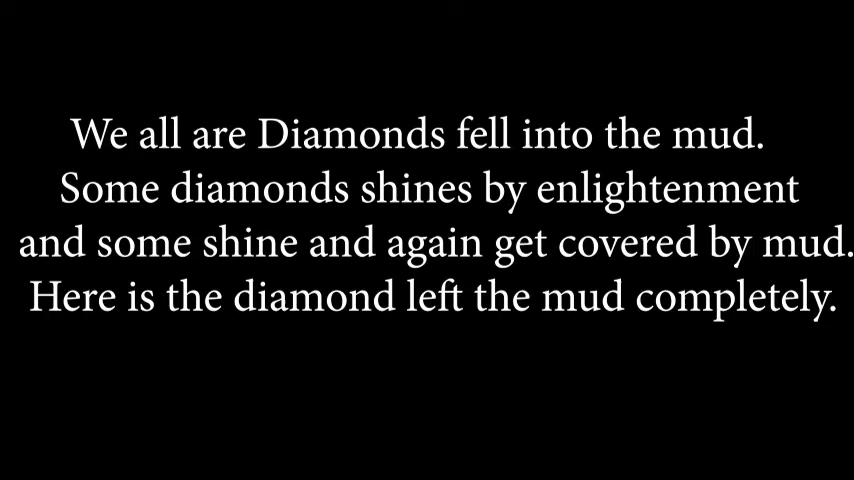 We all are Diamonds fell into the mud.
Some diamonds shines by enlightenment
and some shine and again get covered by mud.
Here is the diamond left the mud completely.